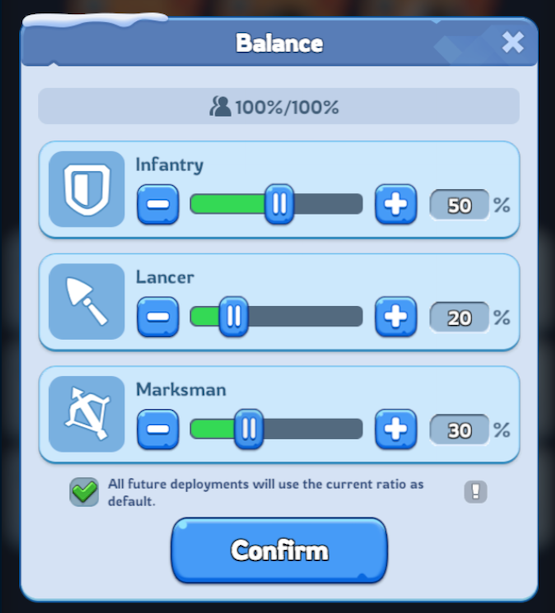 Balance
100%/100%
Infantry
50 %
Lancer
20 %
Marksman
30 %
All future deployments will use the current ratio as
default.
Confirm